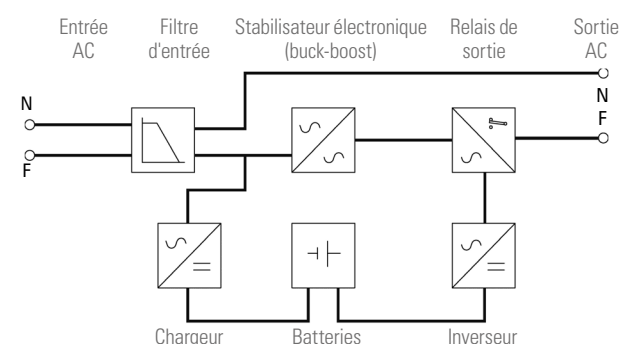 Entrée
AC
Filtre
d'entrée
Stabilisateur électronique
(buck-boost)
Relais de
sortie
Sortie
AC
N
F
N
F
Chargeur
Batteries
Inverseur